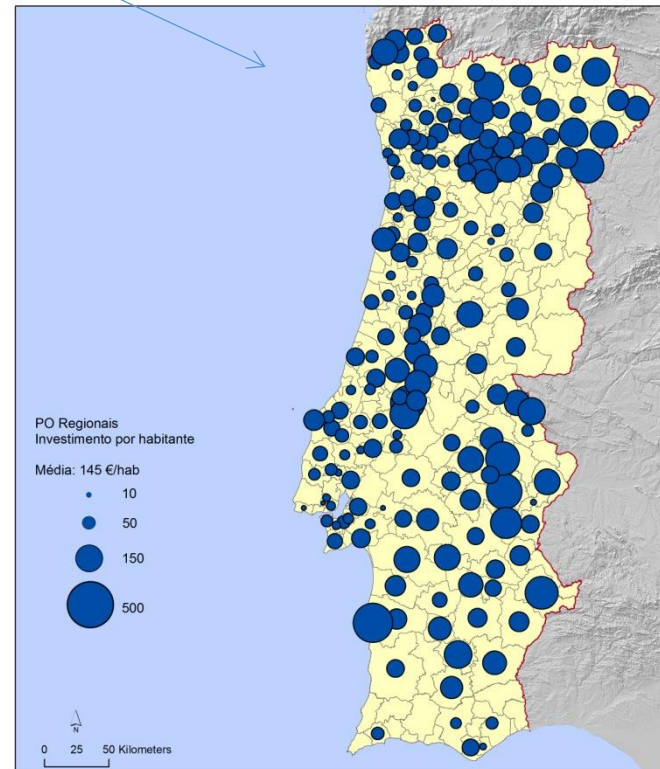 PO Regionais
Investimento por habitante
Média: 145 €/hab
10
50
150
500
N
0 25 50 Kilometers